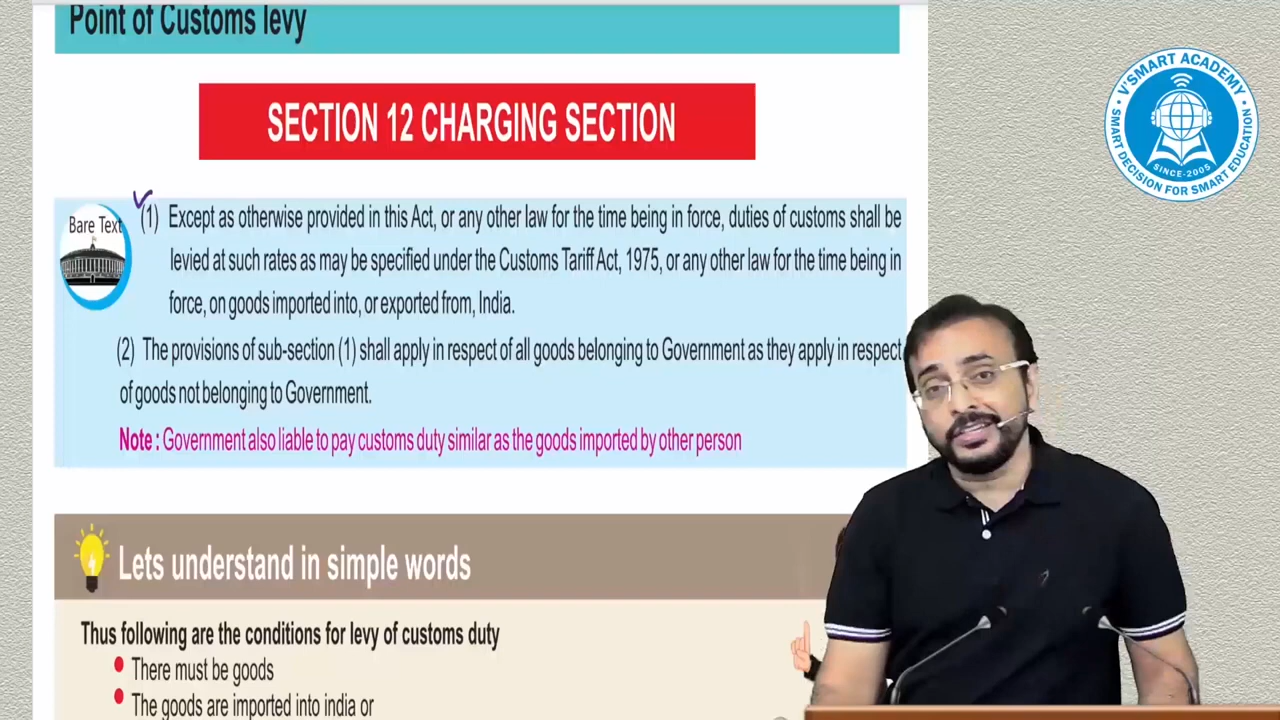 Point of Customs levy
SECTION 12 CHARGING SECTION
Bare Text
(1) Except as otherwise provided in this Act, or any other law for the time being in force, duties of customs shall be
levied at such rates as may be specified under the Customs Tariff Act, 1975, or any other law for the time being in
force, on goods imported into, or exported from, India.
(2) The provisions of sub-section (1) shall apply in respect of all goods belonging to Government as they apply in respect
of goods not belonging to Government.
Note : Government also liable to pay customs duty similar as the goods imported by other person
Lets understand in simple words
Thus following are the conditions for levy of customs duty
There must be goods
The goods are imported into india or
V'SMART ACADEMY
SINCE-2005
SMART DECISION FOR SMART EDUCATION